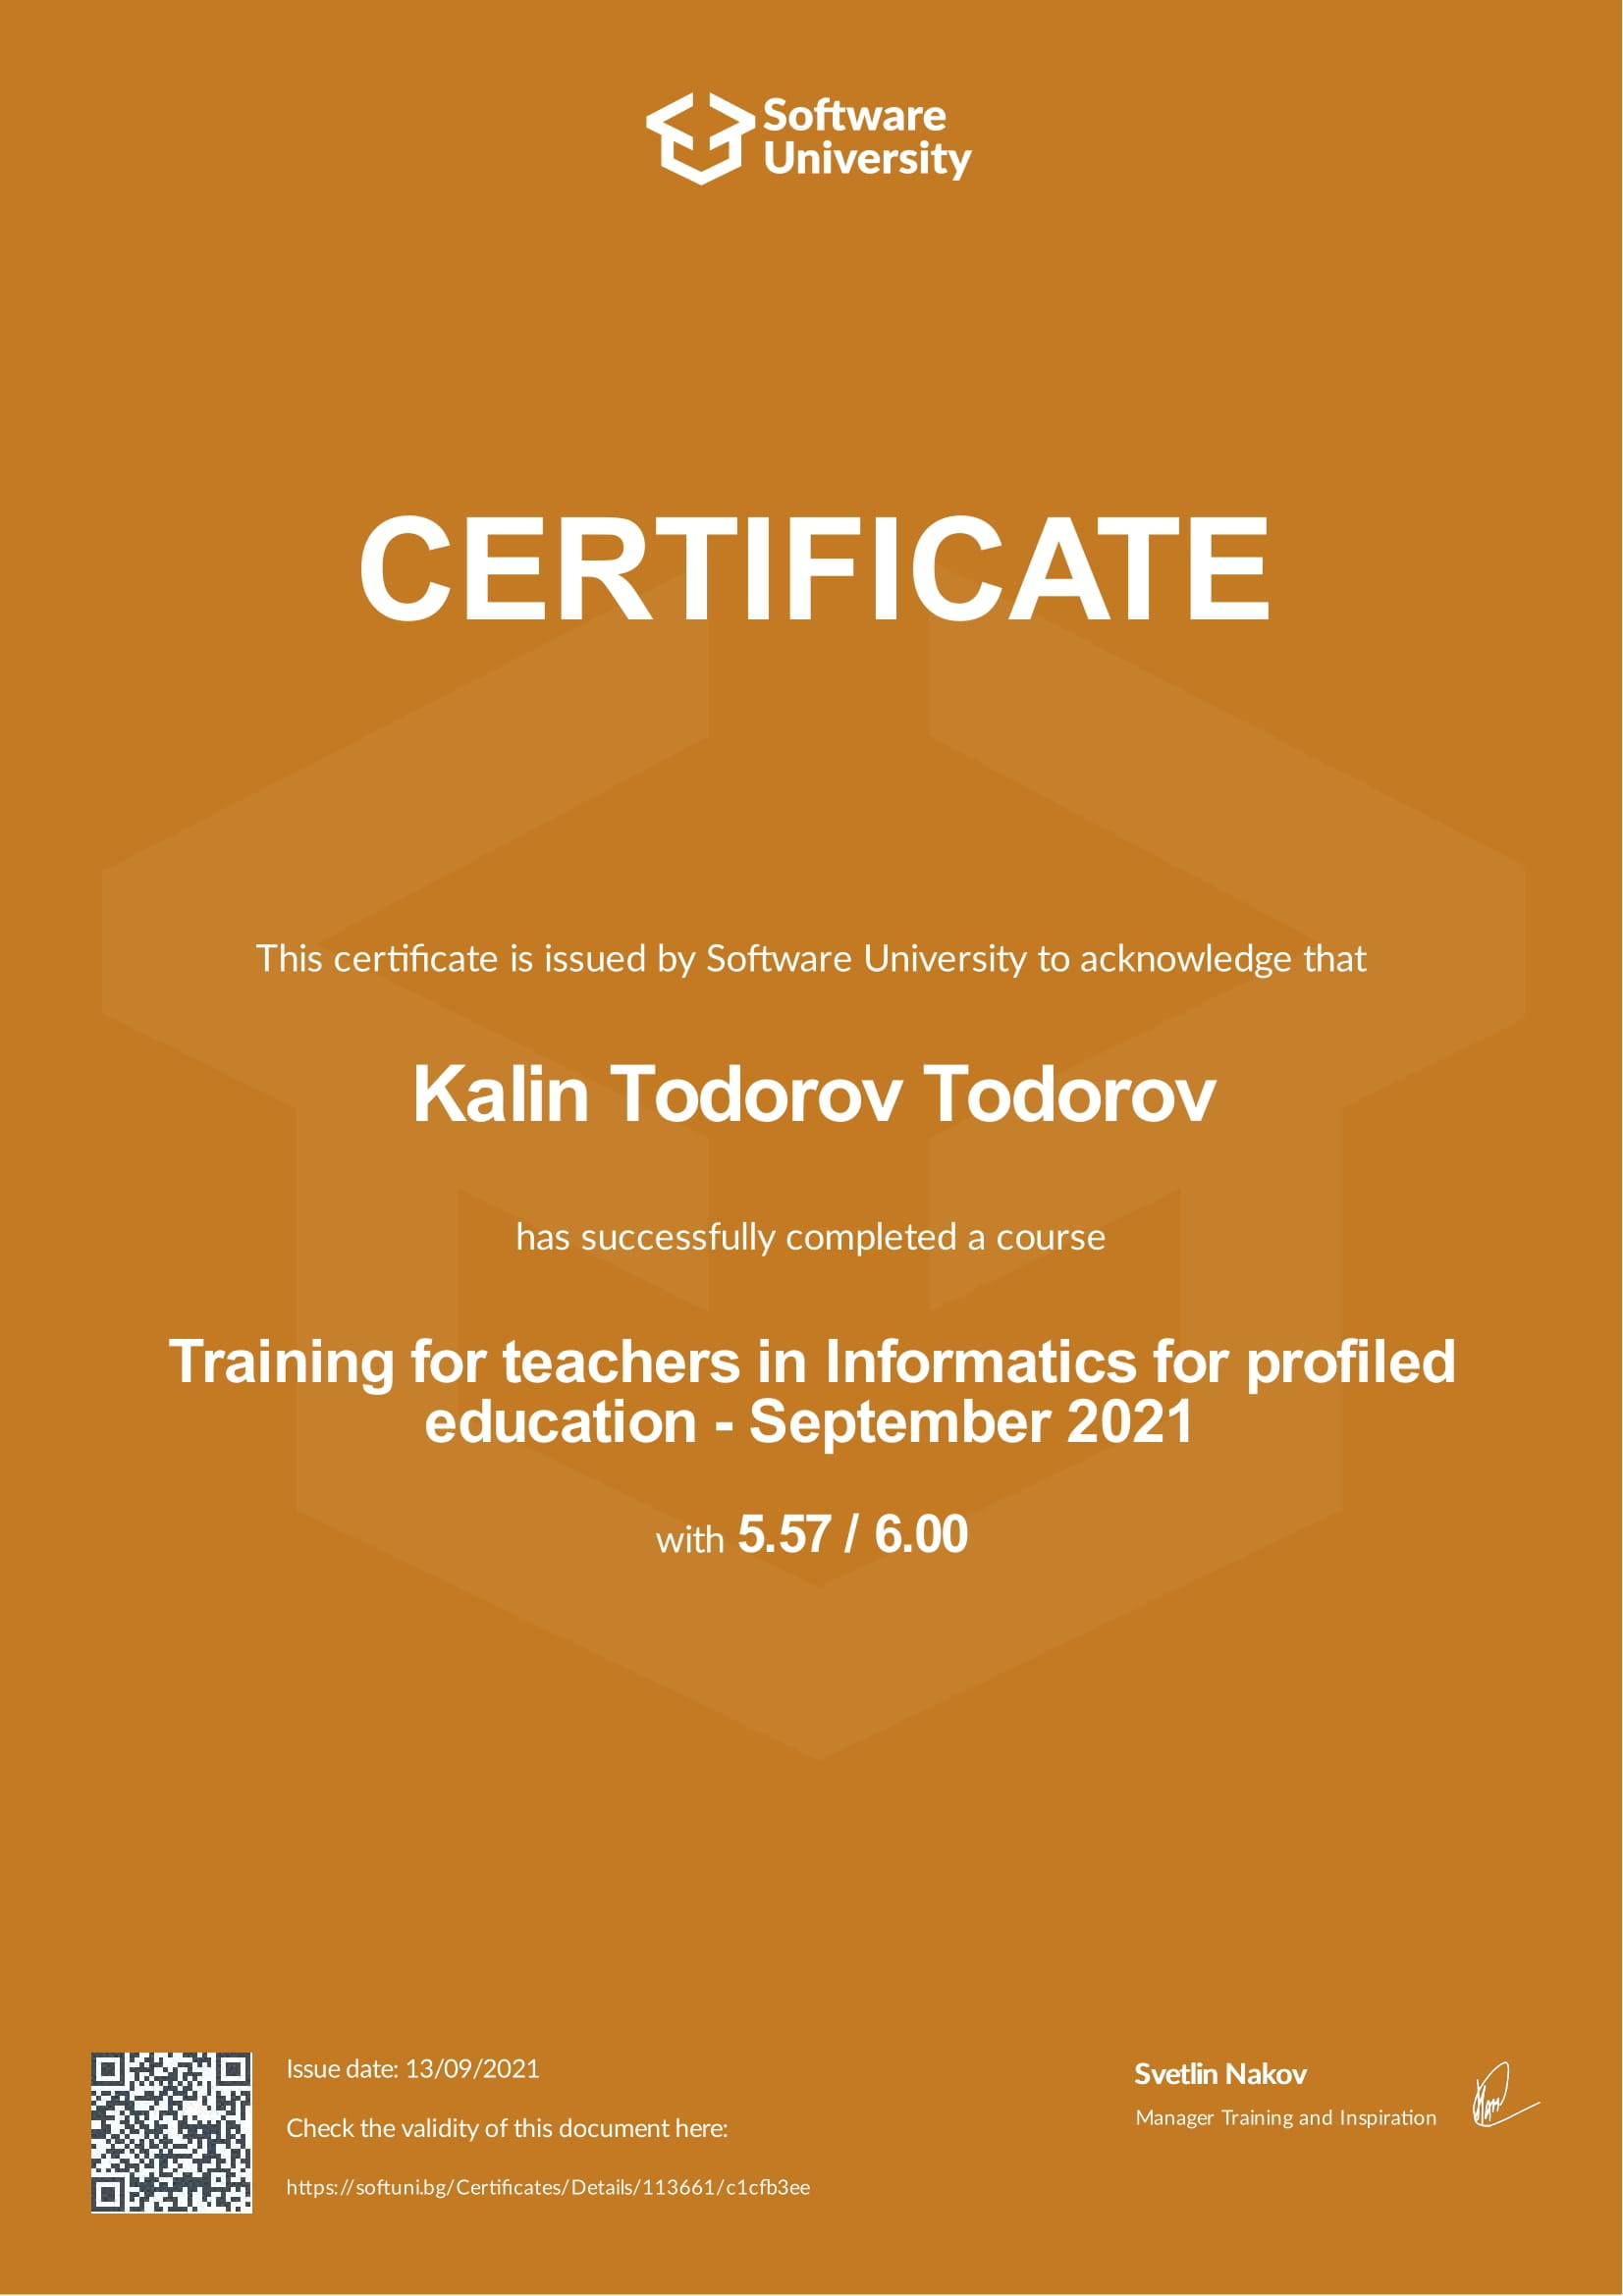 Software
University
CERTIFICATE
This certificate is issued by Software University to acknowledge that
Kalin Todorov Todorov
has successfully completed a course
Training for teachers in Informatics for profiled
education - September 2021
with 5.57 / 6.00
Issue date: 13/09/2021
Check the validity of this document here:
https://softuni.bg/Certificates/Details/113661/c1cfb3ee
Svetlin Nakov
Manager Training and Inspiration